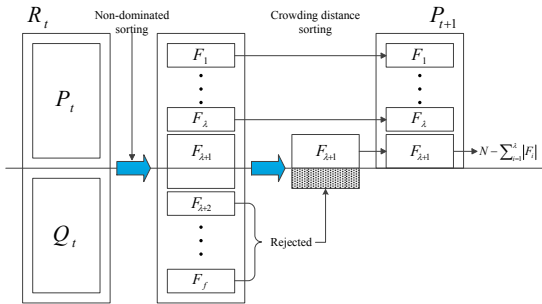 R_t
Non-dominated
sorting
Crowding distance
sorting
P_{t+1}
P_t
Q_t
F_1
F_λ
F_{λ+1}
F_{λ+2}
F_f
F_{λ+1}
Rejected
F_1
F_λ
F_{λ+1}
N − ∑_{i=1}^{λ} |F_i|